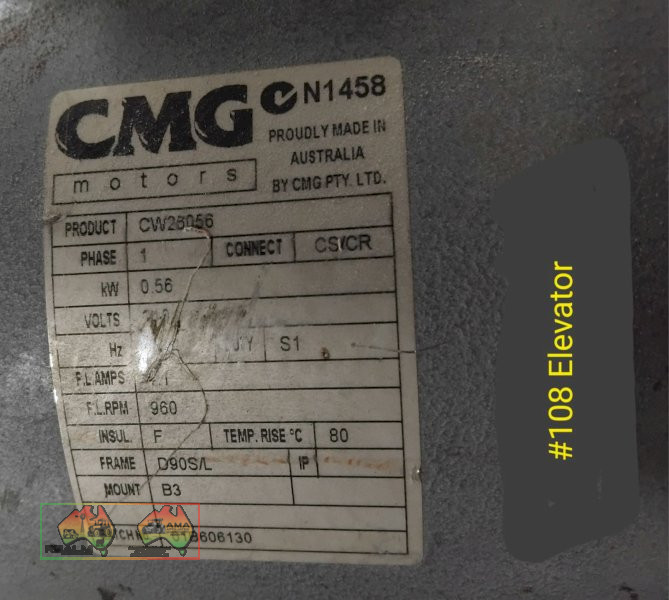 CMG N1458
motors
PROUDLY MADE IN
AUSTRALIA
BY CMG PTY. LTD.
PRODUCT CW26056
PHASE 1 CONNECT CS/CR
kW 0.56
VOLTS
Hz S1
F.L.AMPS
F.L.RPM 960
INSUL. F TEMP. RISE °C 80
FRAME D90S/L IP
MOUNT B3
#108 Elevator